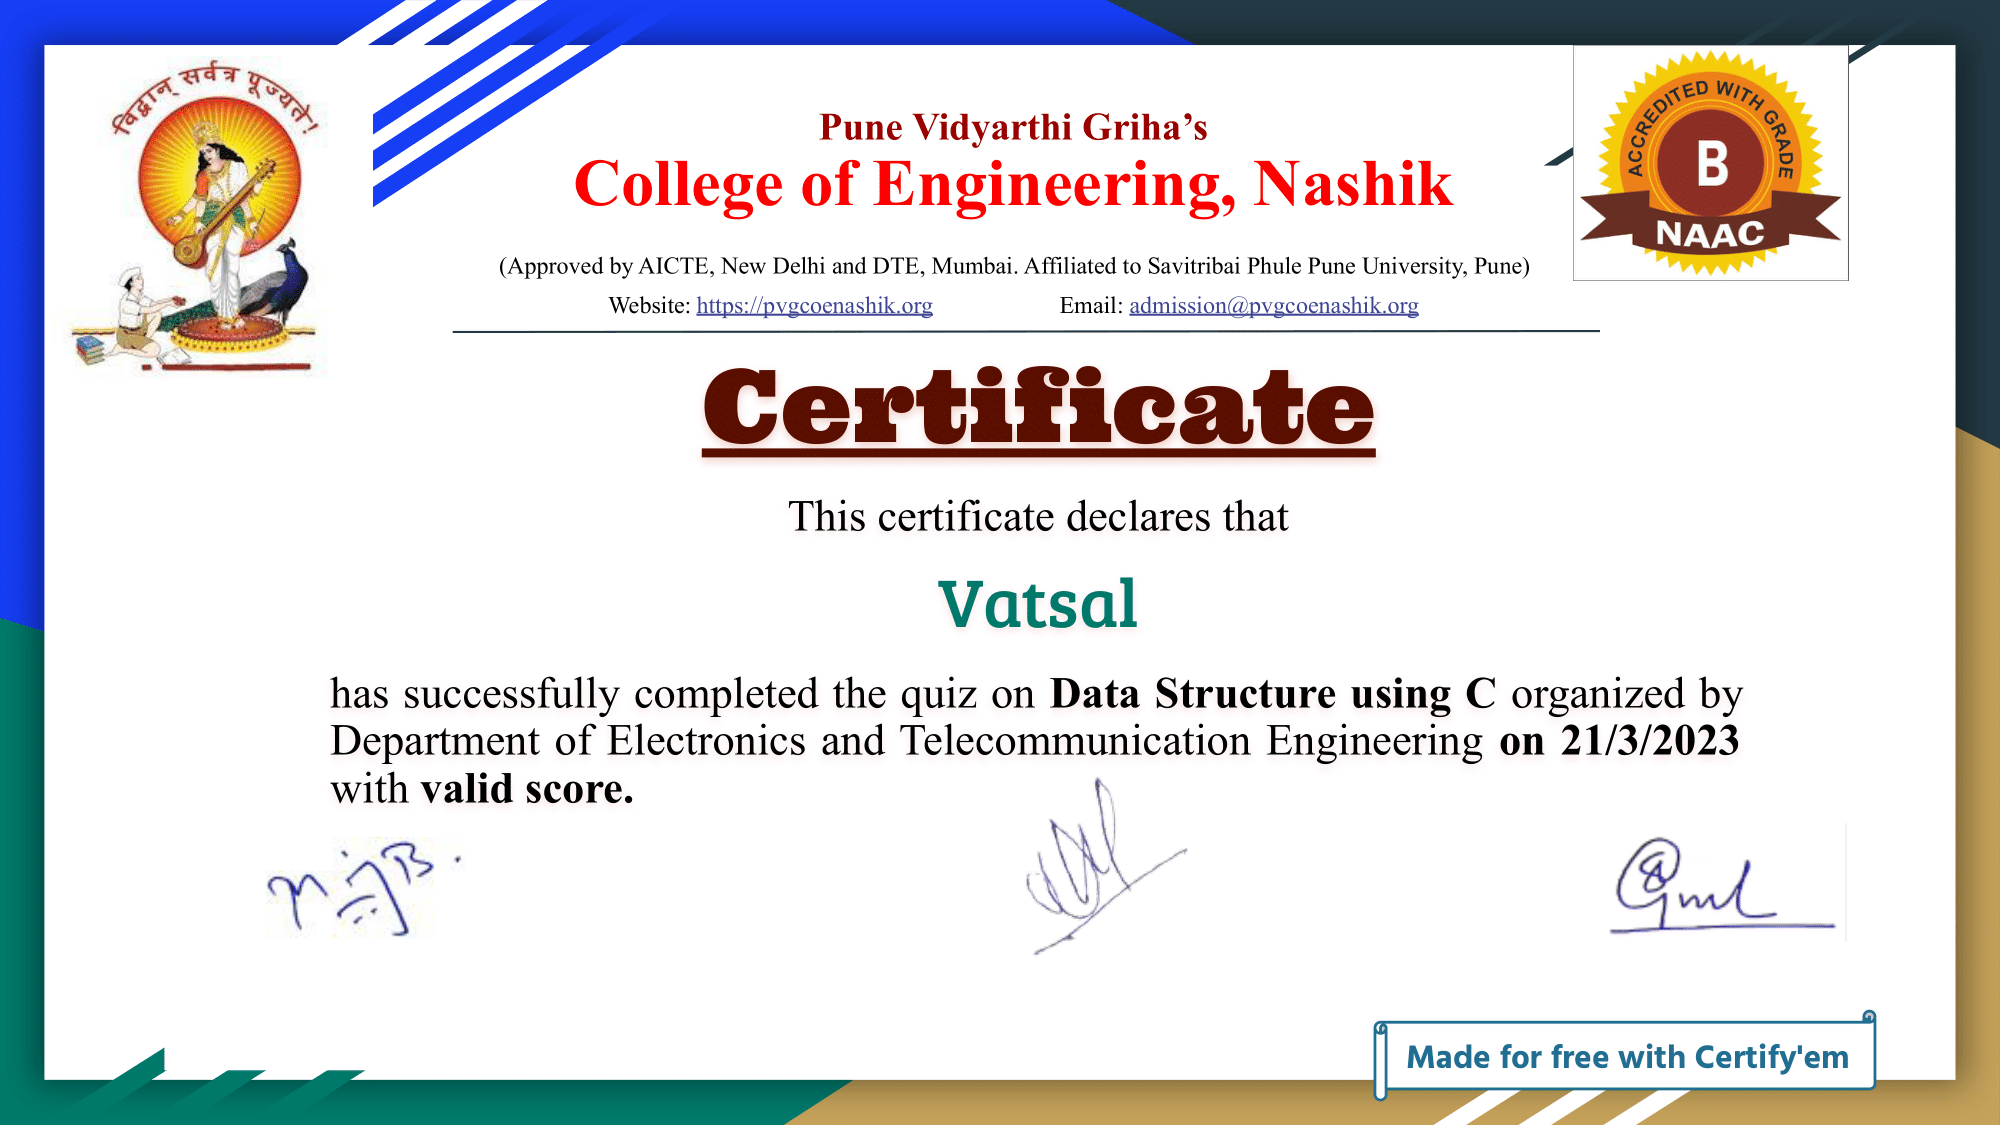 विद्वान् सर्वत्र पूज्यते!
Pune Vidyarthi Griha’s
College of Engineering, Nashik
ACCREDITED WITH GRADE
B
NAAC
(Approved by AICTE, New Delhi and DTE, Mumbai. Affiliated to Savitribai Phule Pune University, Pune)
Website: https://pvgcoenashik.org Email: admission@pvgcoenashik.org
Certificate
This certificate declares that
Vatsal
has successfully completed the quiz on Data Structure using C organized by
Department of Electronics and Telecommunication Engineering on 21/3/2023
with valid score.
Made for free with Certify'em